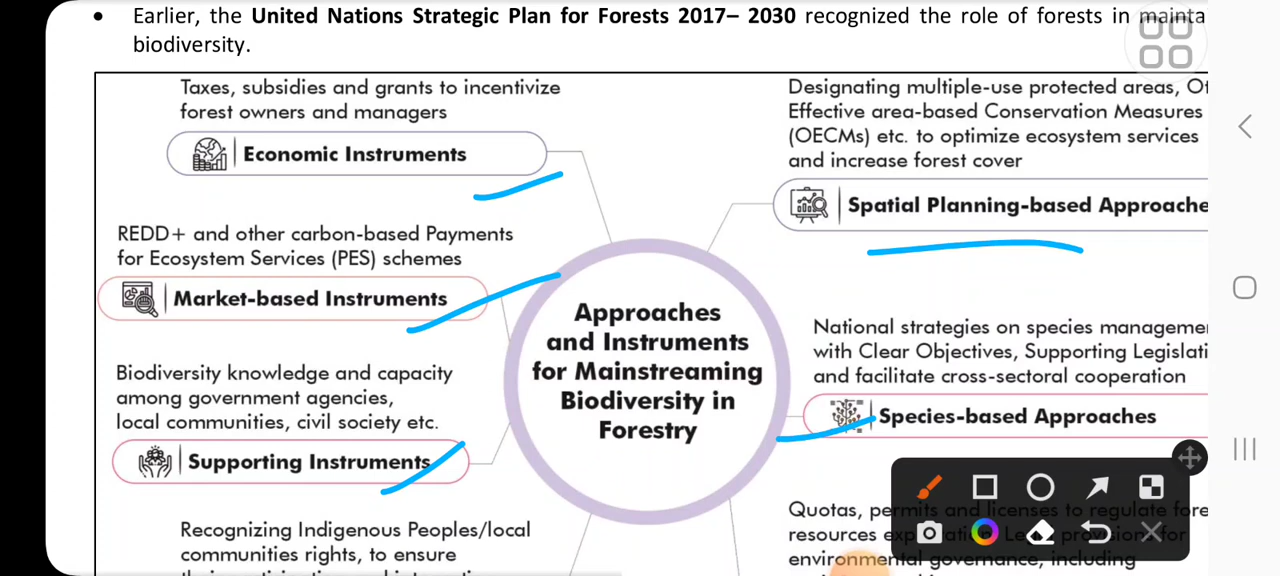 • Earlier, the United Nations Strategic Plan for Forests 2017– 2030 recognized the role of forests in mainta
biodiversity.
Taxes, subsidies and grants to incentivize
forest owners and managers
Economic Instruments
REDD+ and other carbon-based Payments
for Ecosystem Services (PES) schemes
Market-based Instruments
Biodiversity knowledge and capacity
among government agencies,
local communities, civil society etc.
Supporting Instruments
Recognizing Indigenous Peoples/local
communities rights, to ensure
Approaches
and Instruments
for Mainstreaming
Biodiversity in
Forestry
Designating multiple-use protected areas, Ot
Effective area-based Conservation Measures
(OECMs) etc. to optimize ecosystem services
and increase forest cover
Spatial Planning-based Approache
National strategies on species manageme
with Clear Objectives, Supporting Legislati
and facilitate cross-sectoral cooperation
Species-based Approaches
Quotas, permits and licenses to regulate fore
resources for
environmental governance, including